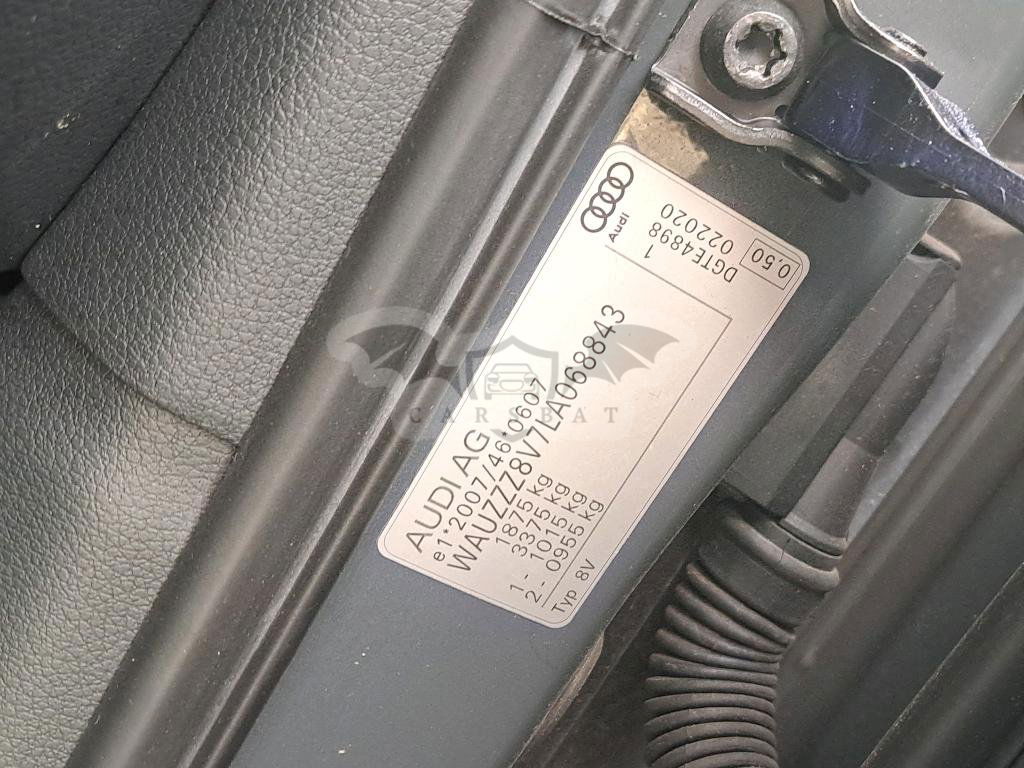 Audi
AUDI AG
e1*2007/46*0607
WAUZZZ8V7LA068843
1875 kg
3375 kg
1 - 1015 kg
2 - 0955 kg
Typ 8V
1
DGTE4898
022020
0,50
CARSBAT